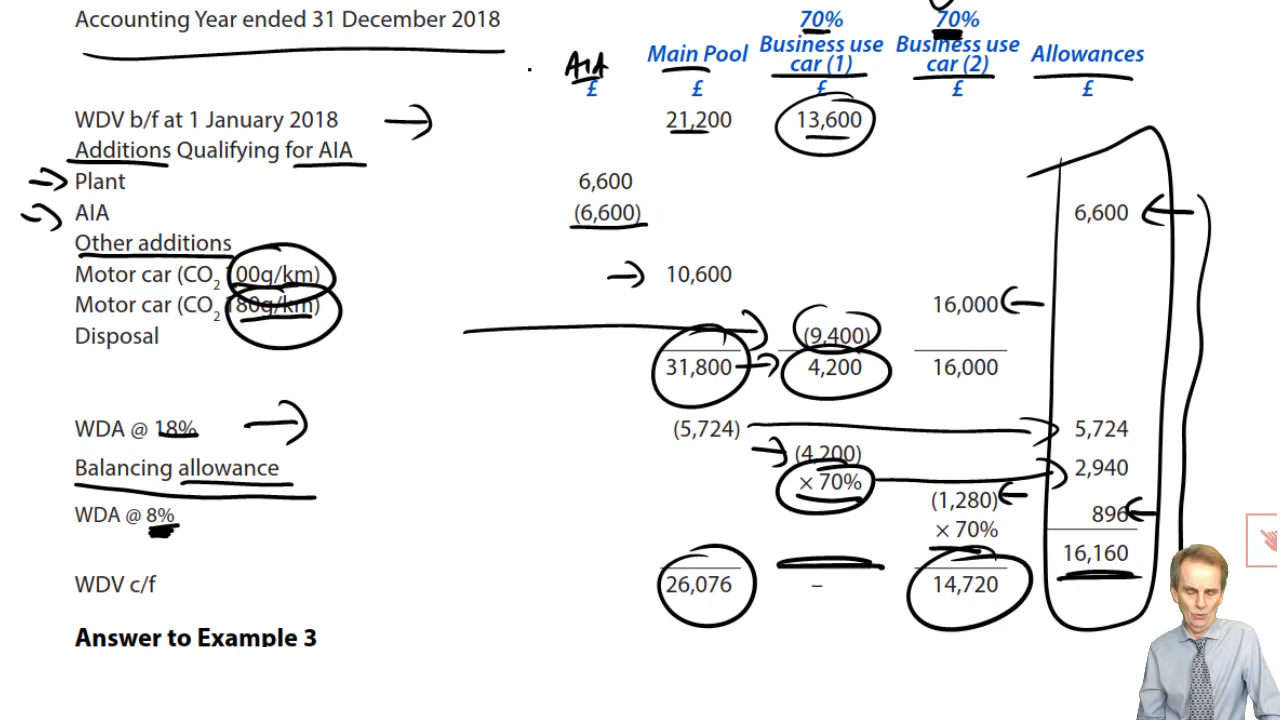 70% 70%
Accounting Year ended 31 December 2018
AIA Main Pool Business use car (1) Business use car (2) Allowances
£ £ £ £ £
WDV b/f at 1 January 2018 21,200 13,600
Additions Qualifying for AIA
Plant 6,600
AIA (6,600) 6,600
Other additions
Motor car (CO2 00g/km) 10,600
Motor car (CO2 180g/km) 16,000
Disposal (9,400)
31,800 4,200 16,000
WDA @ 18% (5,724) 5,724
(4,200)
Balancing allowance 2,940
× 70%
(1,280)
WDA @ 8% 896
× 70%
16,160
WDV c/f 26,076 – 14,720
Answer to Example 3